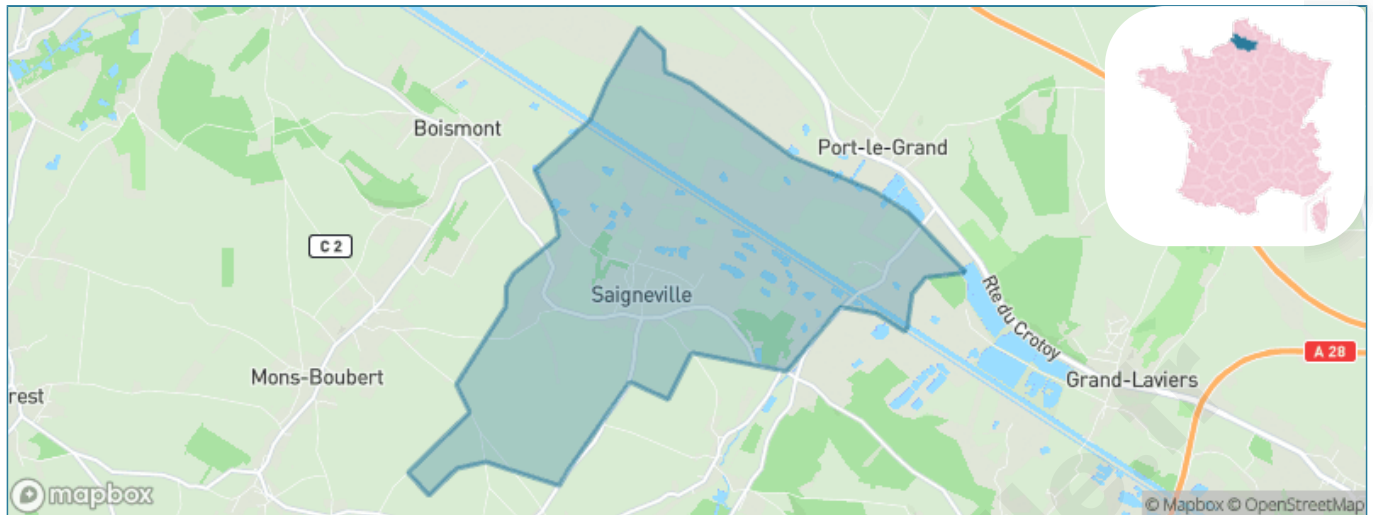 Boismont
Port-le-Grand
C 2
Saigneville
Rte du Crotoy
A 28
Mons-Boubert
Grand-Laviers
rest
mapbox
© Mapbox © OpenStreetMap